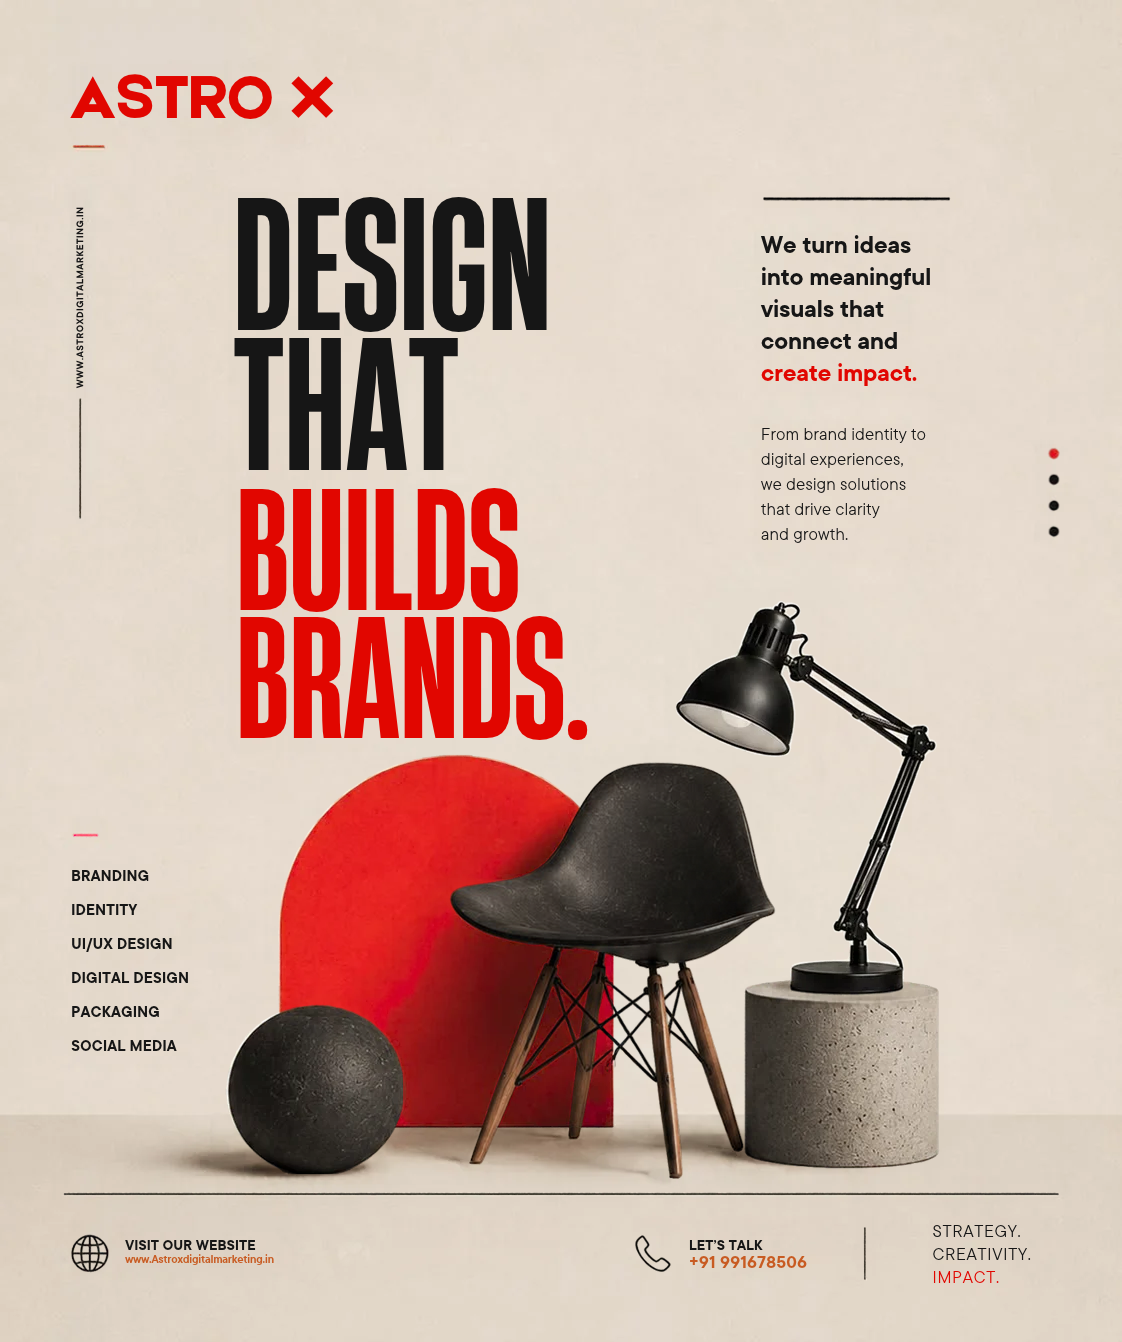 ASTRO X
WWW.ASTROXDIGITALMARKETING.IN
DESIGN
THAT
BUILDS
BRANDS.
We turn ideas
into meaningful
visuals that
connect and
create impact.
From brand identity to
digital experiences,
we design solutions
that drive clarity
and growth.
BRANDING
IDENTITY
UI/UX DESIGN
DIGITAL DESIGN
PACKAGING
SOCIAL MEDIA
VISIT OUR WEBSITE
www.Astroxdigitalmarketing.in
LET'S TALK
+91 991678506
STRATEGY.
CREATIVITY.
IMPACT.